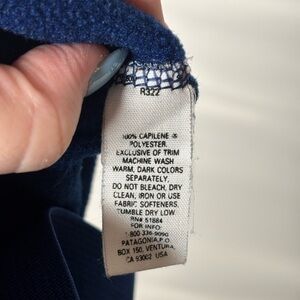 R322
100% CAPILENE ®
POLYESTER.
EXCLUSIVE OF TRIM
MACHINE WASH
WARM, DARK COLORS
SEPARATELY.
DO NOT BLEACH, DRY
CLEAN, IRON OR USE
FABRIC SOFTENERS.
TUMBLE DRY LOW
RN# 51884
FOR INFO:
1-800-336-9090
PATAGONIA, P.O.
BOX 150, VENTURA,
CA 93002 USA